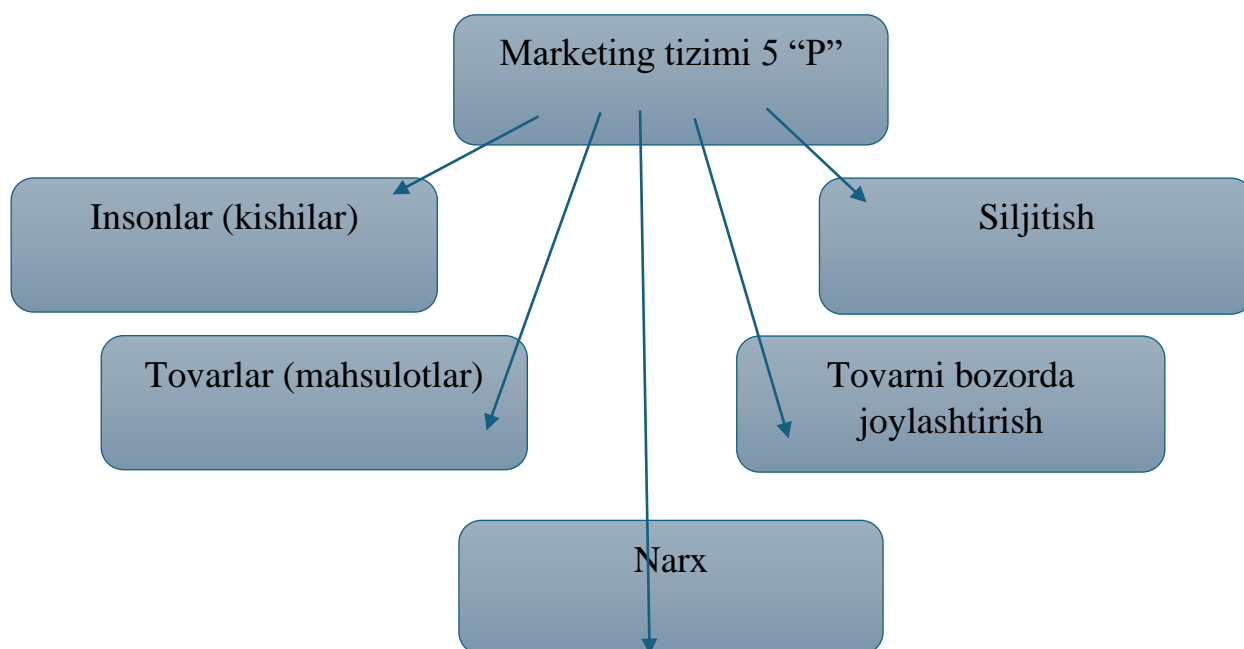 Marketing tizimi 5 “P”
Insonlar (kishilar)
Siljitish
Tovarlar (mahsulotlar)
Tovarni bozorda
joylashtirish
Narx